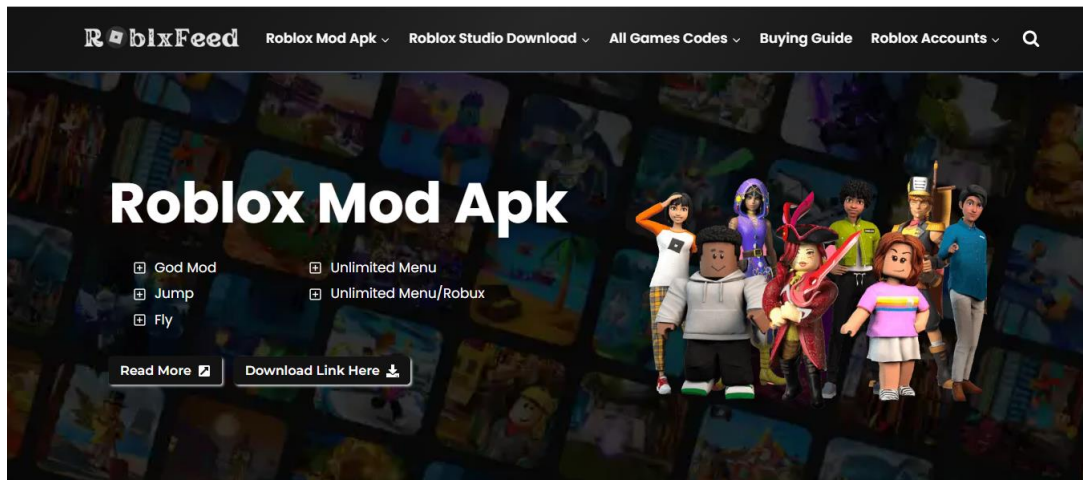 RoblxFeed Roblox Mod Apk Roblox Studio Download All Games Codes Buying Guide Roblox Accounts
Roblox Mod Apk
God Mod Unlimited Menu
Jump Unlimited Menu/Robux
Fly
Read More Download Link Here